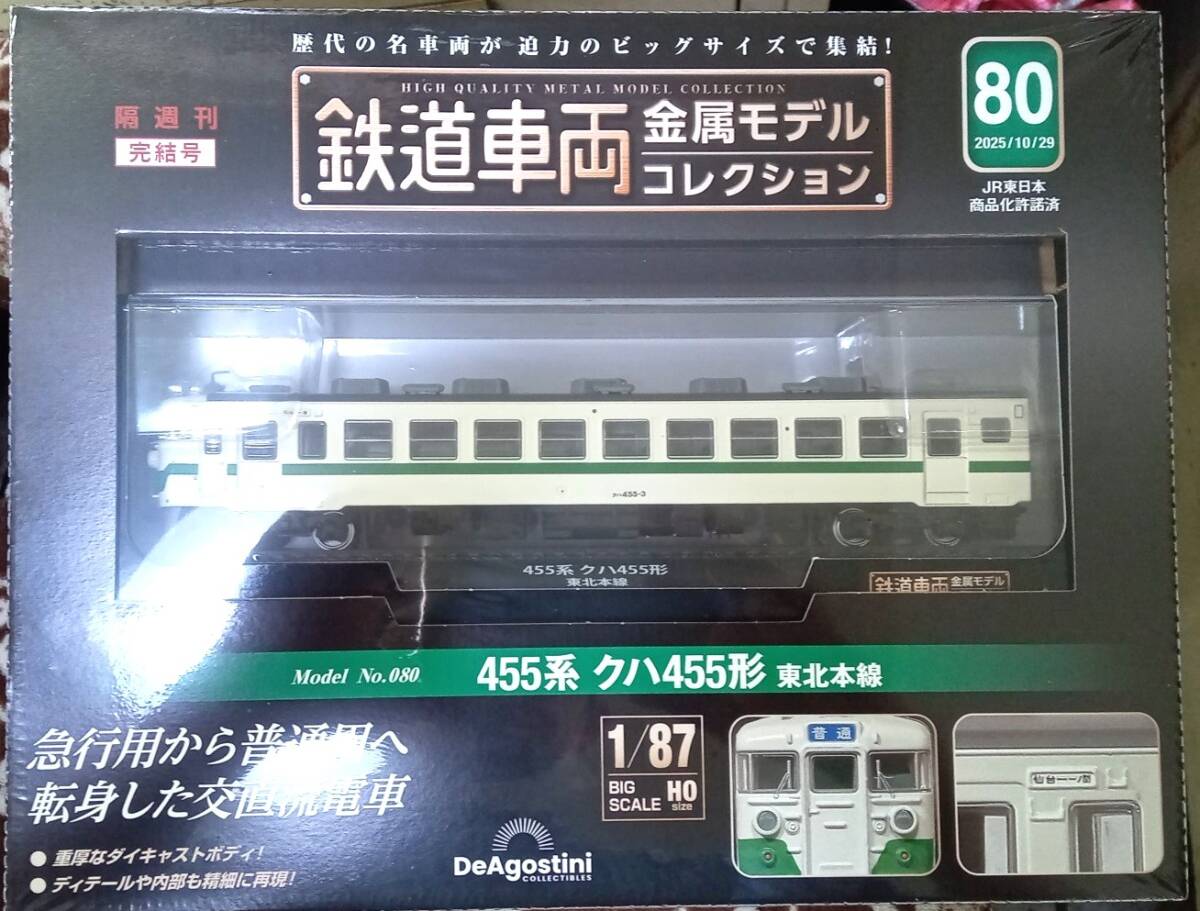 歴代の名車両が 迫力のビッグサイズで集結!
隔週刊
完結号
HIGH QUALITY METAL MODEL COLLECTION
鉄道車両
金属モデル
コレクション
80
2025/10/29
JR東日本
商品化許諾済
クハ455-3
455系 クハ455形
東北本線
鉄道車両 金属モデル
Model No.080
455系 クハ455形 東北本線
急行用から普通用へ
転身した交直流電車
● 重厚なダイキャストボディ!
● ディテールや内部も精細に再現!
1/87
BIG SCALE
HO size
DeAgostini
COLLECTIBLES
普通